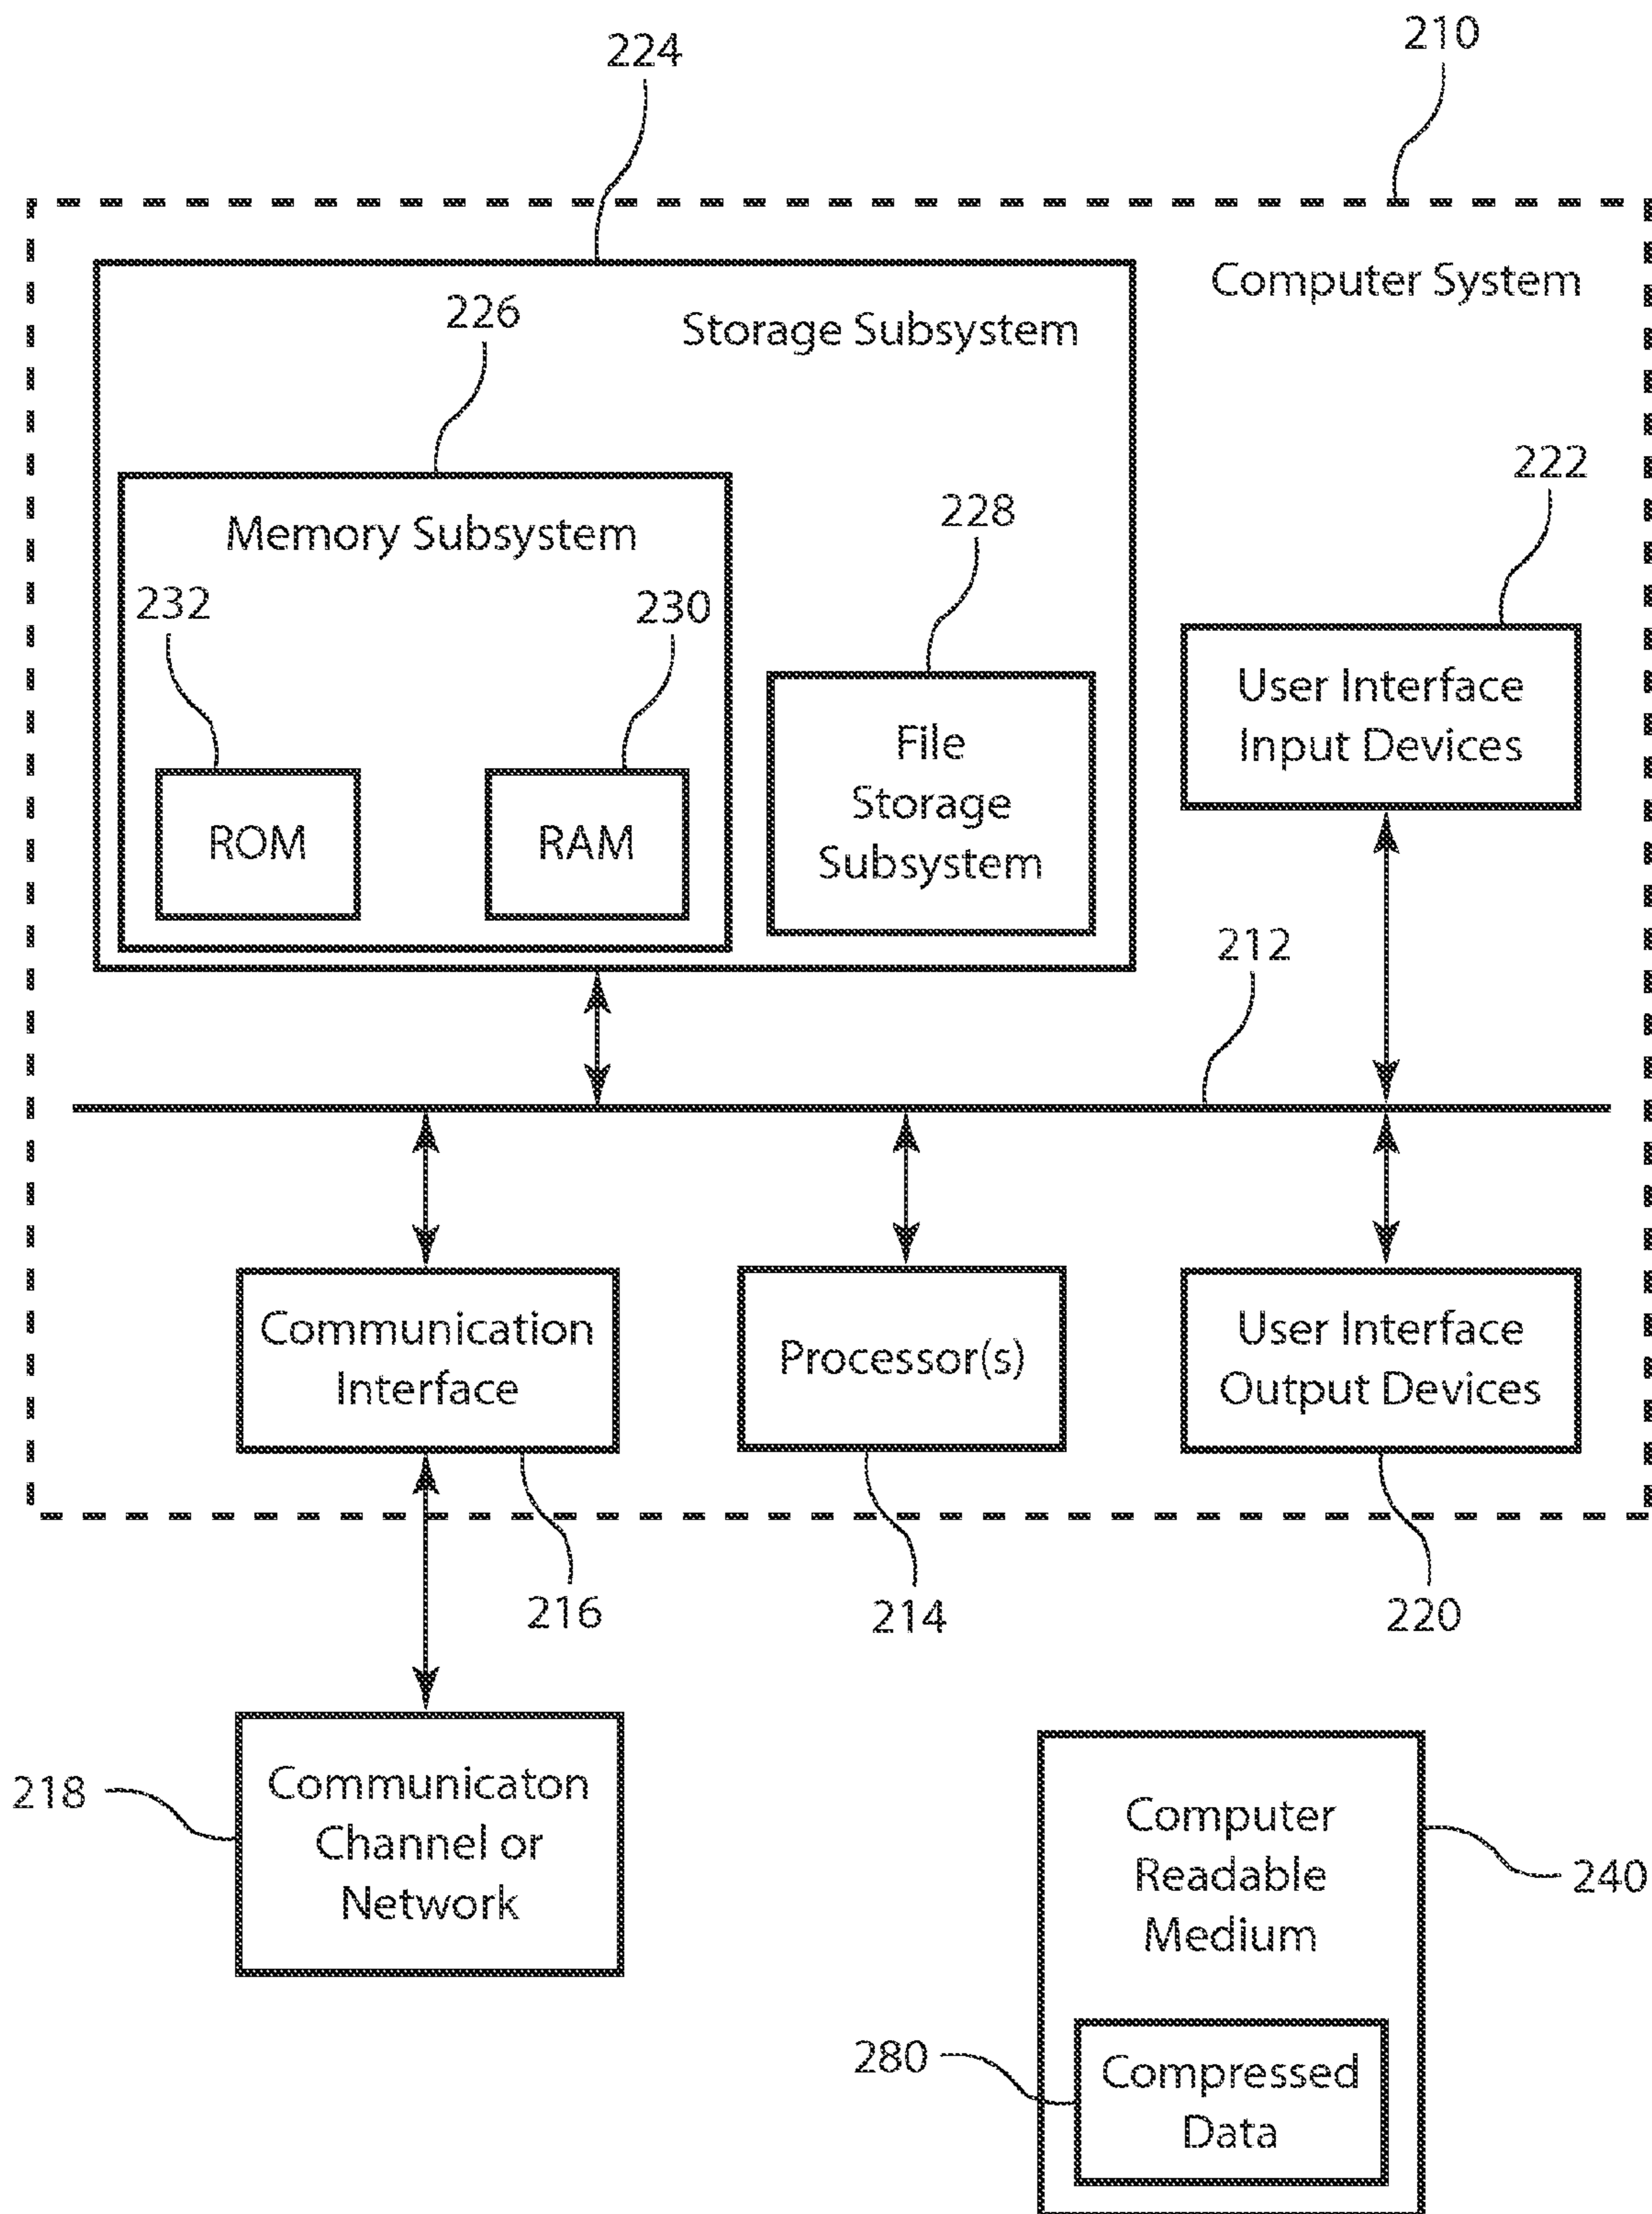 210
224
Computer System
Storage Subsystem
226
222
228
Memory Subsystem
232
230
User Interface
Input Devices
File
Storage
Subsystem
ROM
RAM
212
Communication
Interface
Processor(s)
User Interface
Output Devices
216
214
220
218
Communicaton
Channel or
Network
Computer
Readable
Medium
240
280
Compressed
Data